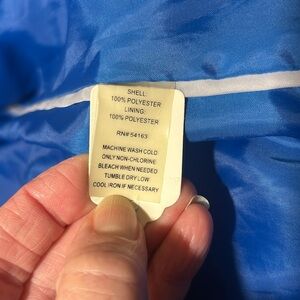 SHELL:
100% POLYESTER
LINING:
100% POLYESTER
RN# 54163
MACHINE WASH COLD
ONLY NON-CHLORINE
BLEACH WHEN NEEDED
TUMBLE DRY LOW
COOL IRON IF NECESSARY